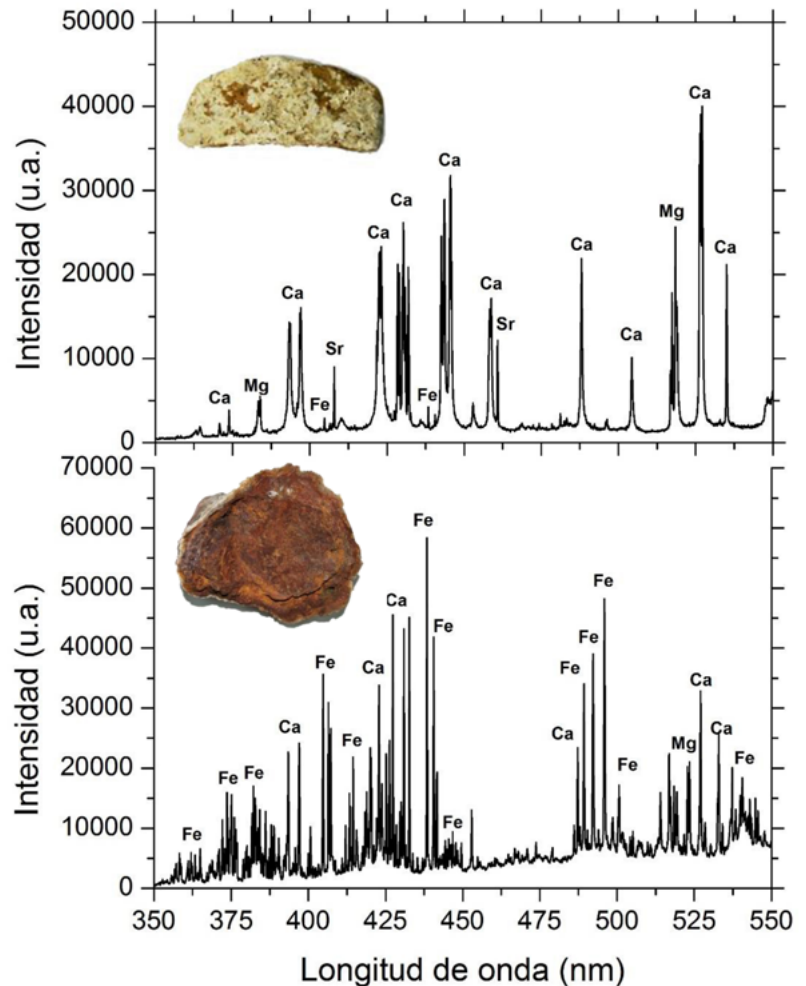 50000
40000
30000
20000
10000
0
Intensidad (u.a.)
Ca
Mg
Ca
Fe
Sr
Ca
Ca
Fe
Ca
Ca
Sr
Ca
Ca
Mg
Ca
Ca
70000
60000
50000
40000
30000
20000
10000
0
Intensidad (u.a.)
Fe
Fe
Fe
Ca
Fe
Fe
Ca
Ca
Fe
Fe
Fe
Ca
Fe
Fe
Fe
Fe
Mg
Ca
Ca
Fe
350 375 400 425 450 475 500 525 550
Longitud de onda (nm)